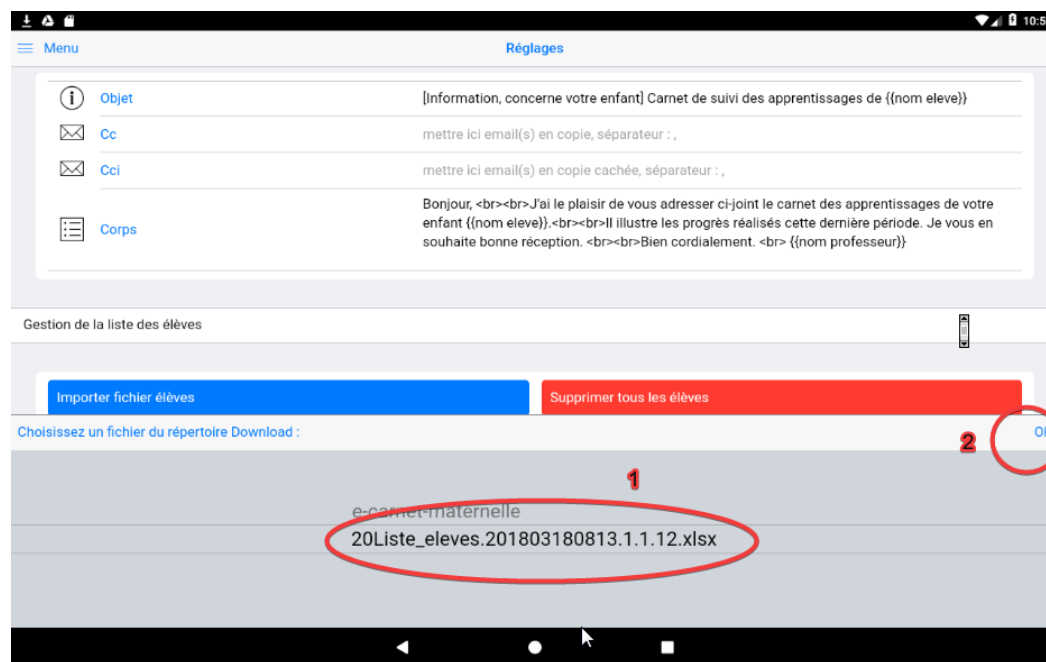 10:5
Menu
Réglages
Objet
[Information, concerne votre enfant] Carnet de suivi des apprentissages de {{nom eleve}}
Cc
mettre ici email(s) en copie, séparateur : ,
Cci
mettre ici email(s) en copie cachée, séparateur : ,
Corps
Bonjour, <br><br>J'ai le plaisir de vous adresser ci-joint le carnet des apprentissages de votre
enfant {{nom eleve}}.<br><br>Il illustre les progrès réalisés cette dernière période. Je vous en
souhaite bonne réception. <br><br>Bien cordialement. <br> {{nom professeur}}
Gestion de la liste des élèves
Importer fichier élèves
Supprimer tous les élèves
Choisissez un fichier du répertoire Download :
2
1
e-carnet-maternelle
20Liste_eleves.201803180813.1.1.12.xlsx